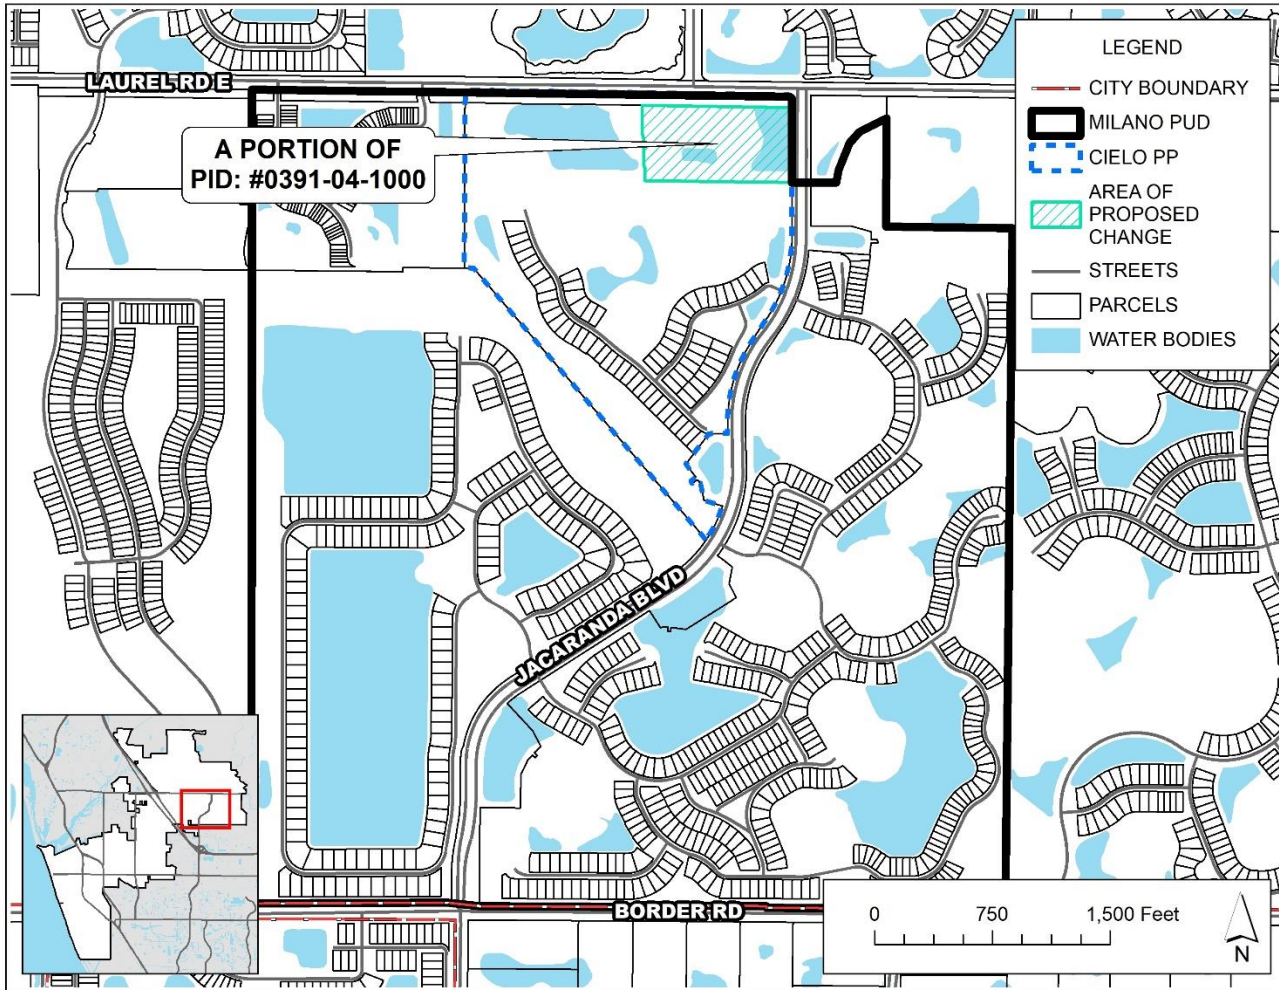 LAUREL RD E
A PORTION OF
PID: #0391-04-1000
LEGEND
CITY BOUNDARY
MILANO PUD
CIELO PP
AREA OF
PROPOSED
CHANGE
STREETS
PARCELS
WATER BODIES
JACARANDA BLVD
BORDER RD
0 750 1,500 Feet
N